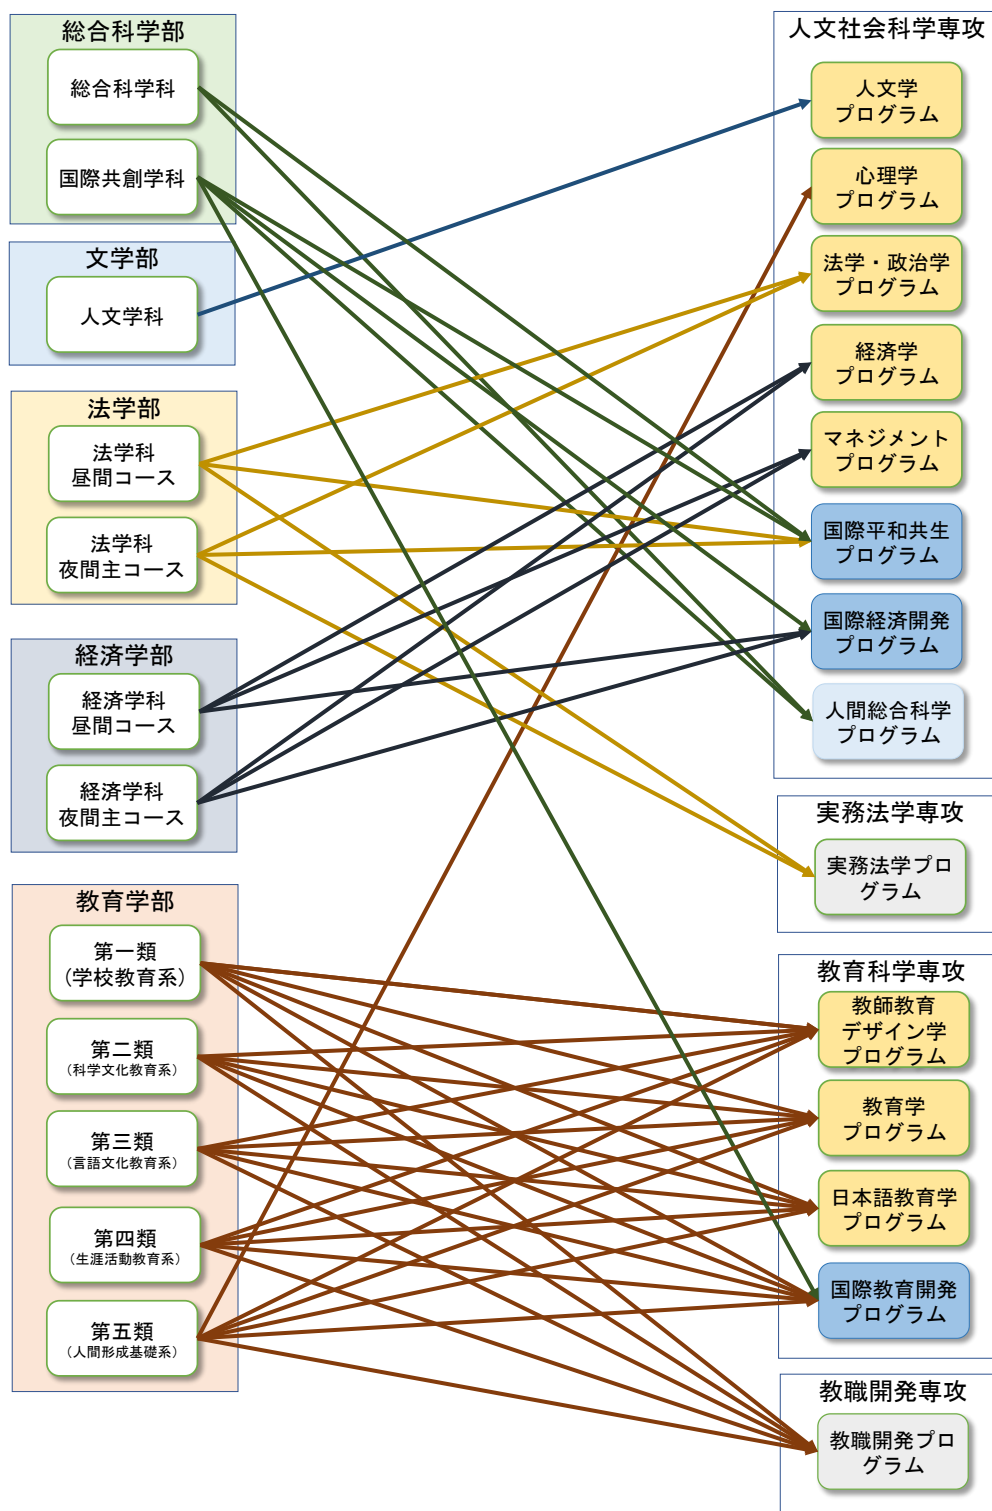 総合科学部
総合科学科
国際共創学科
文学部
人文学科
法学部
法学科
昼間コース
法学科
夜間主コース
経済学部
経済学科
昼間コース
経済学科
夜間主コース
教育学部
第一類
(学校教育系)
第二類
(科学文化教育系)
第三類
(言語文化教育系)
第四類
(生涯活動教育系)
第五類
(人間形成基礎系)
人文社会科学専攻
人文学
プログラム
心理学
プログラム
法学・政治学
プログラム
経済学
プログラム
マネジメント
プログラム
国際平和共生
プログラム
国際経済開発
プログラム
人間総合科学
プログラム
実務法学専攻
実務法学プロ
グラム
教育科学専攻
教師教育
デザイン学
プログラム
教育学
プログラム
日本語教育学
プログラム
国際教育開発
プログラム
教職開発専攻
教職開発プロ
グラム